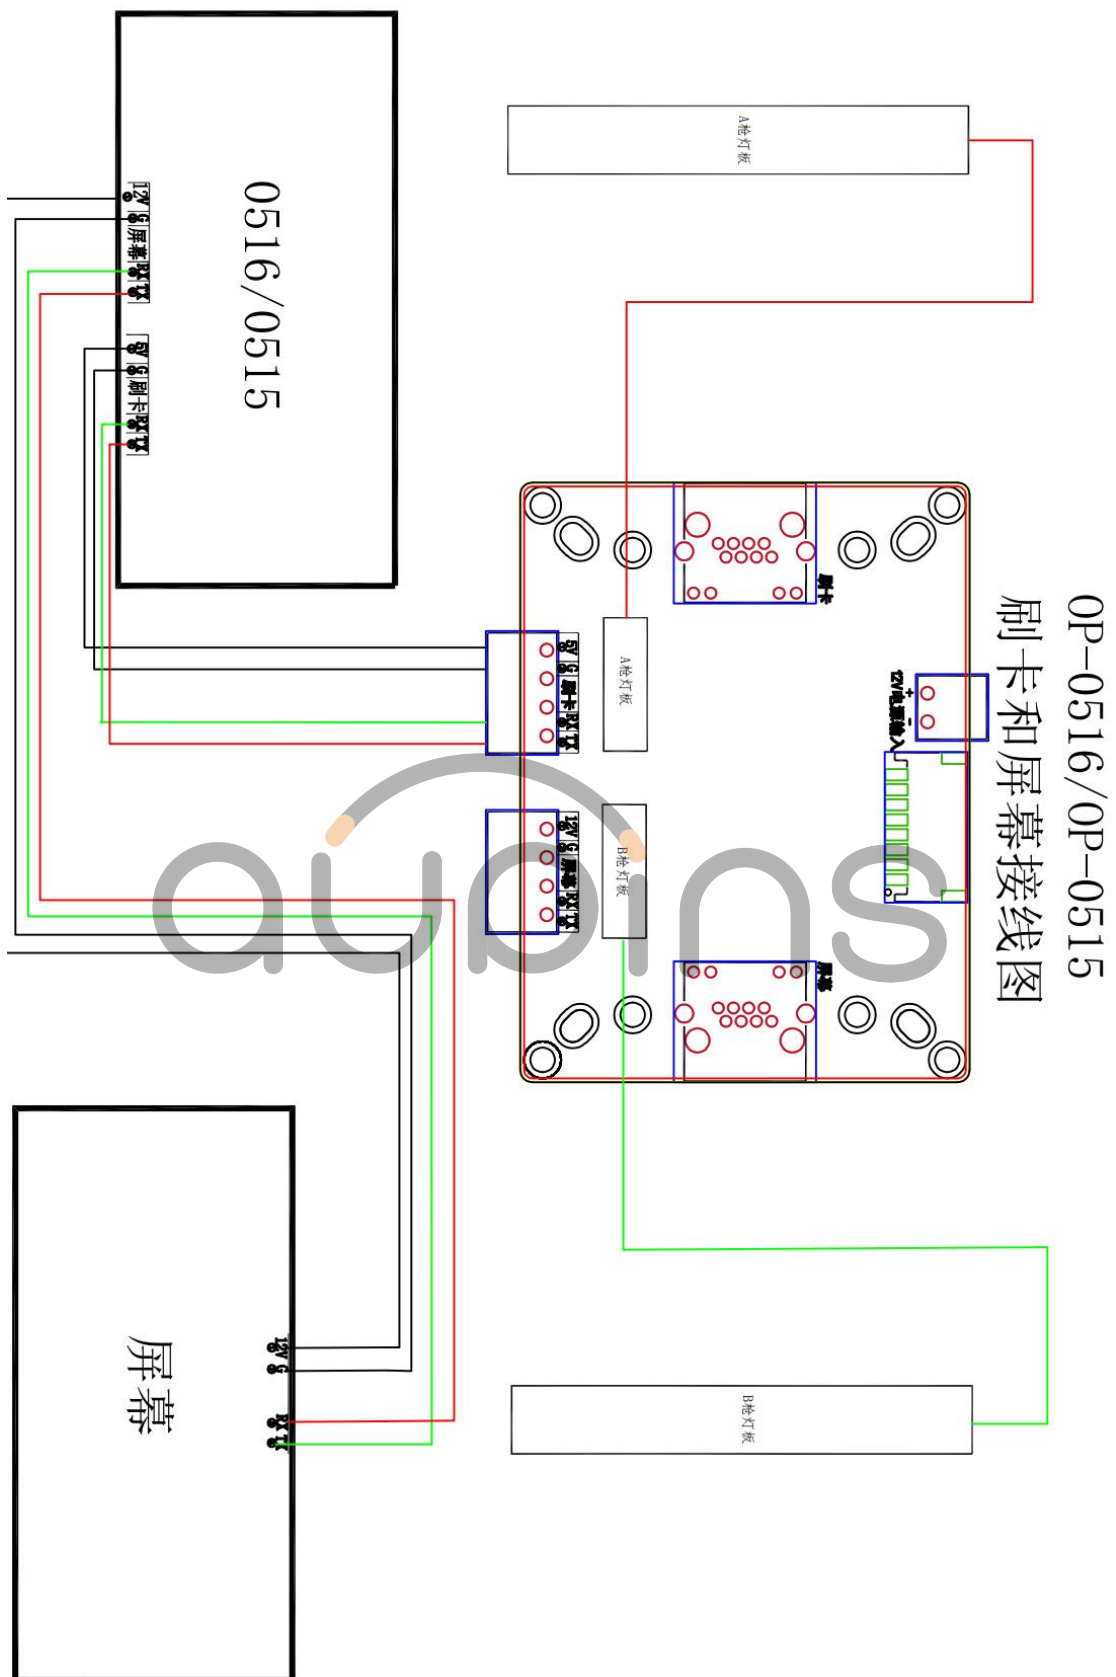 OP-0516/OP-0515
刷卡和屏幕接线图
A枪灯板
0516/0515
12V G 屏幕 RX TX
5V G 刷卡 RX TX
刷卡
12V电源输入
+ -
A枪灯板
5V G 刷卡 RX TX
B枪灯板
12V G 屏幕 RX TX
屏幕
aupins
屏幕
12V G
RX TX
B枪灯板